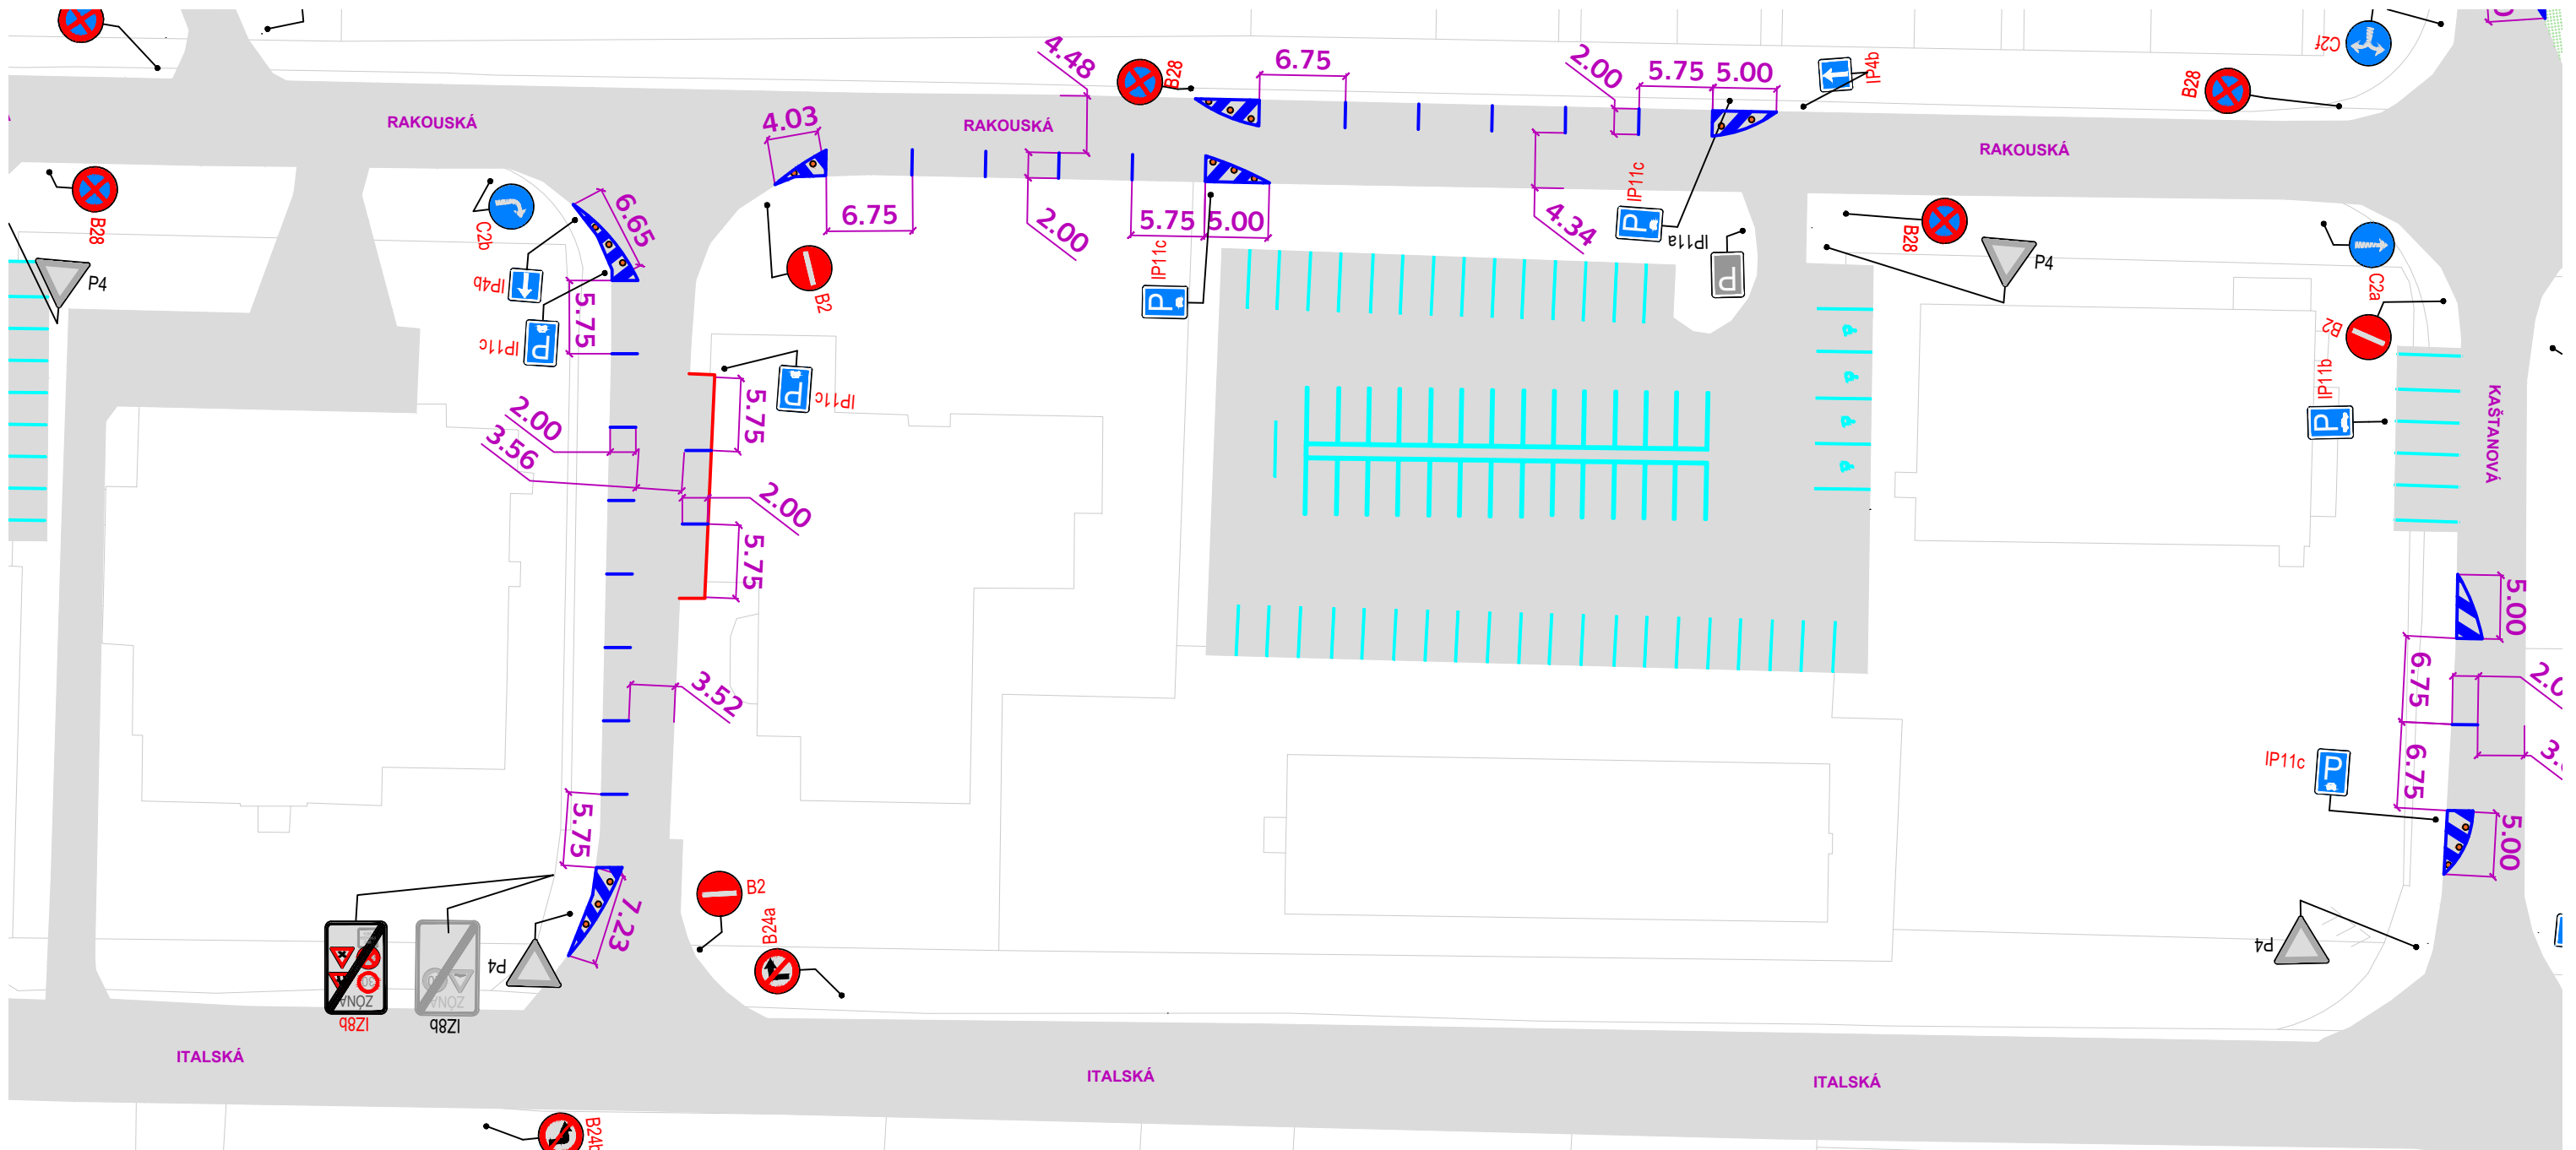 4.48
B28
6.75
2.00
5.75
5.00
IP4b
C2f
B28
RAKOUSKÁ
4.03
RAKOUSKÁ
RAKOUSKÁ
B28
C2b
6.65
6.75
2.00
5.75
5.00
IP11c
4.34
IP11c
P
IP11a
P
B28
P4
C2a
B2
P4
IP4b
IP11c
P
5.75
B2
IP11c
P
P
IP11c
5.75
2.00
3.56
2.00
5.75
IP11b
P
KAŠŤANOVÁ
5.00
6.75
6.75
3.52
5.75
7.23
IP11c
P
5.00
B2
B24a
P4
P4
ZÓNA
IZ8b
ZÓNA
IZ8b
ITALSKÁ
ITALSKÁ
ITALSKÁ